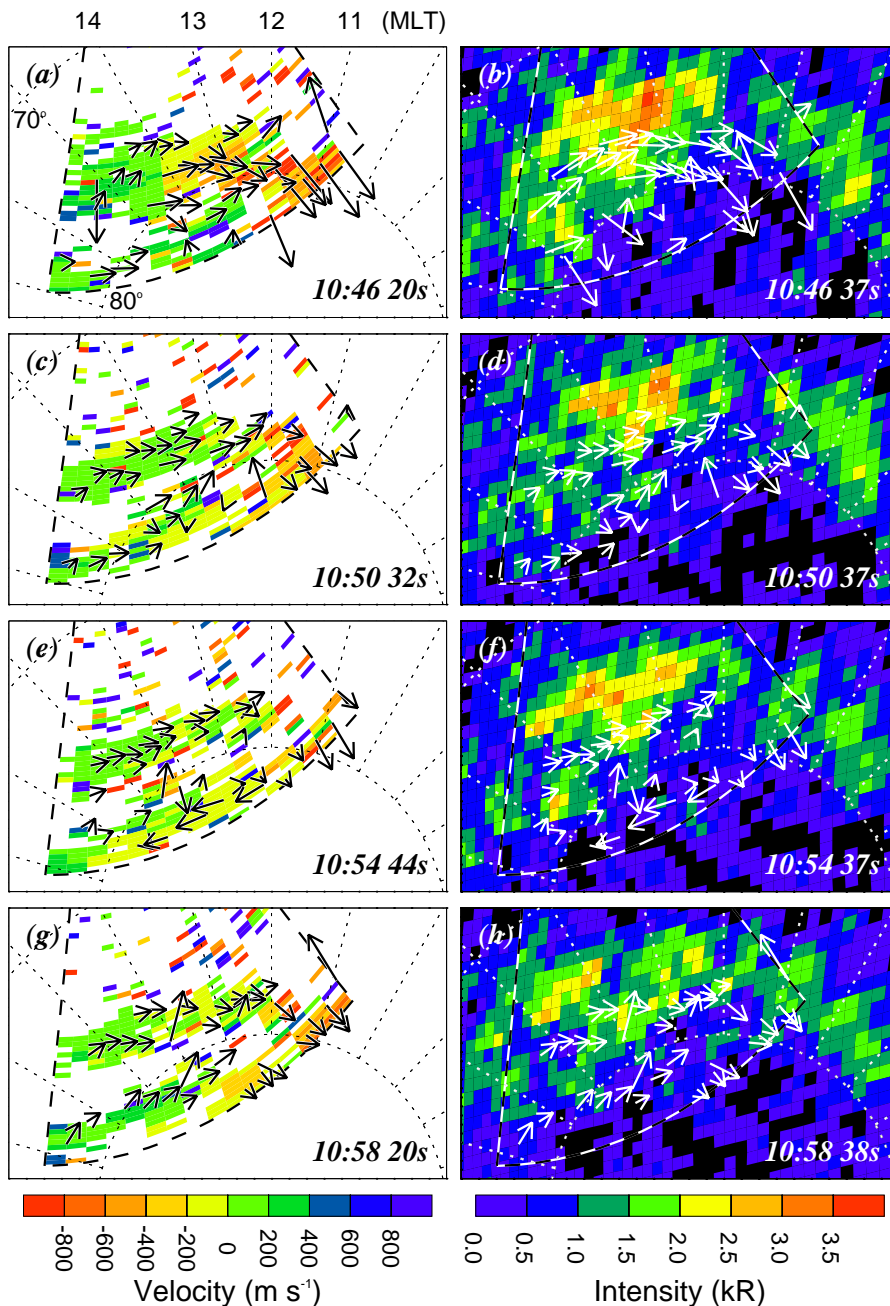 14 13 12 11 (MLT)
(a) (b)
70°
80°
10:46 20s 10:46 37s
(c) (d)
10:50 32s 10:50 37s
(e) (f)
10:54 44s 10:54 37s
(g) (h)
10:58 20s 10:58 38s
-800 -600 -400 -200 0 200 400 600 800 0.0 0.5 1.0 1.5 2.0 2.5 3.0 3.5
Velocity (m s⁻¹) Intensity (kR)